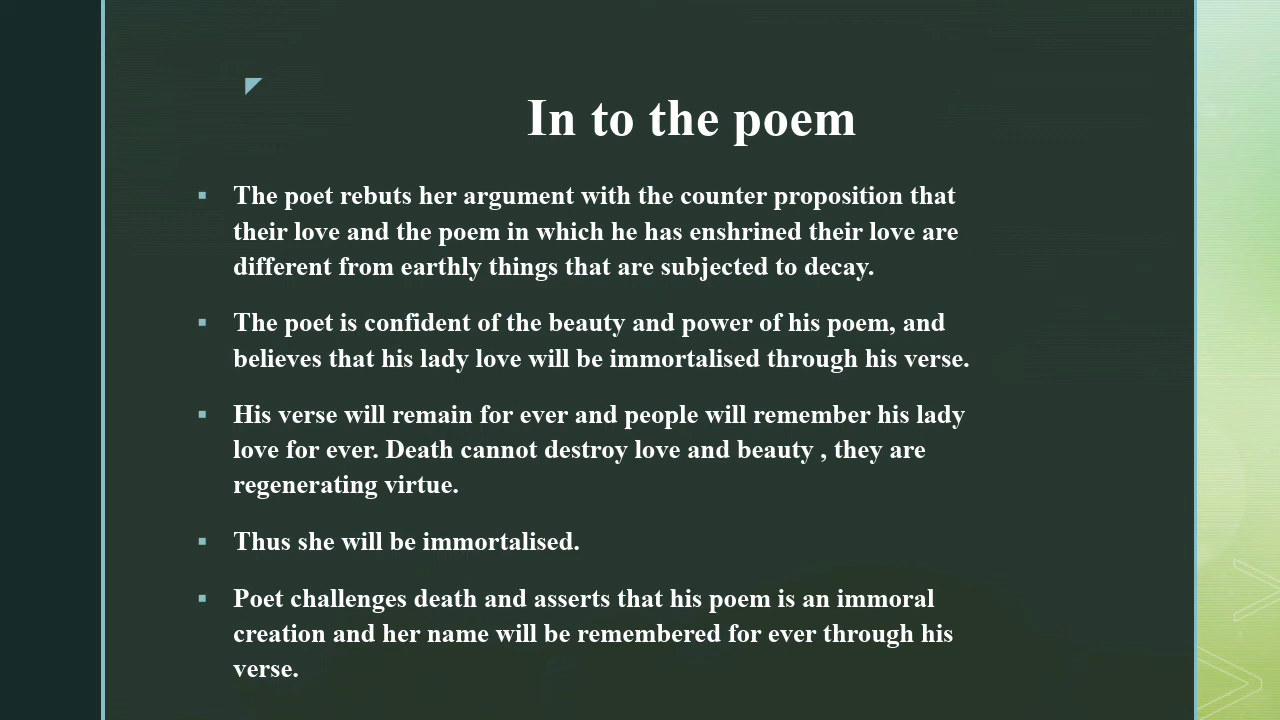 In to the poem
The poet rebuts her argument with the counter proposition that
their love and the poem in which he has enshrined their love are
different from earthly things that are subjected to decay.
The poet is confident of the beauty and power of his poem, and
believes that his lady love will be immortalised through his verse.
His verse will remain for ever and people will remember his lady
love for ever. Death cannot destroy love and beauty , they are
regenerating virtue.
Thus she will be immortalised.
Poet challenges death and asserts that his poem is an immoral
creation and her name will be remembered for ever through his
verse.